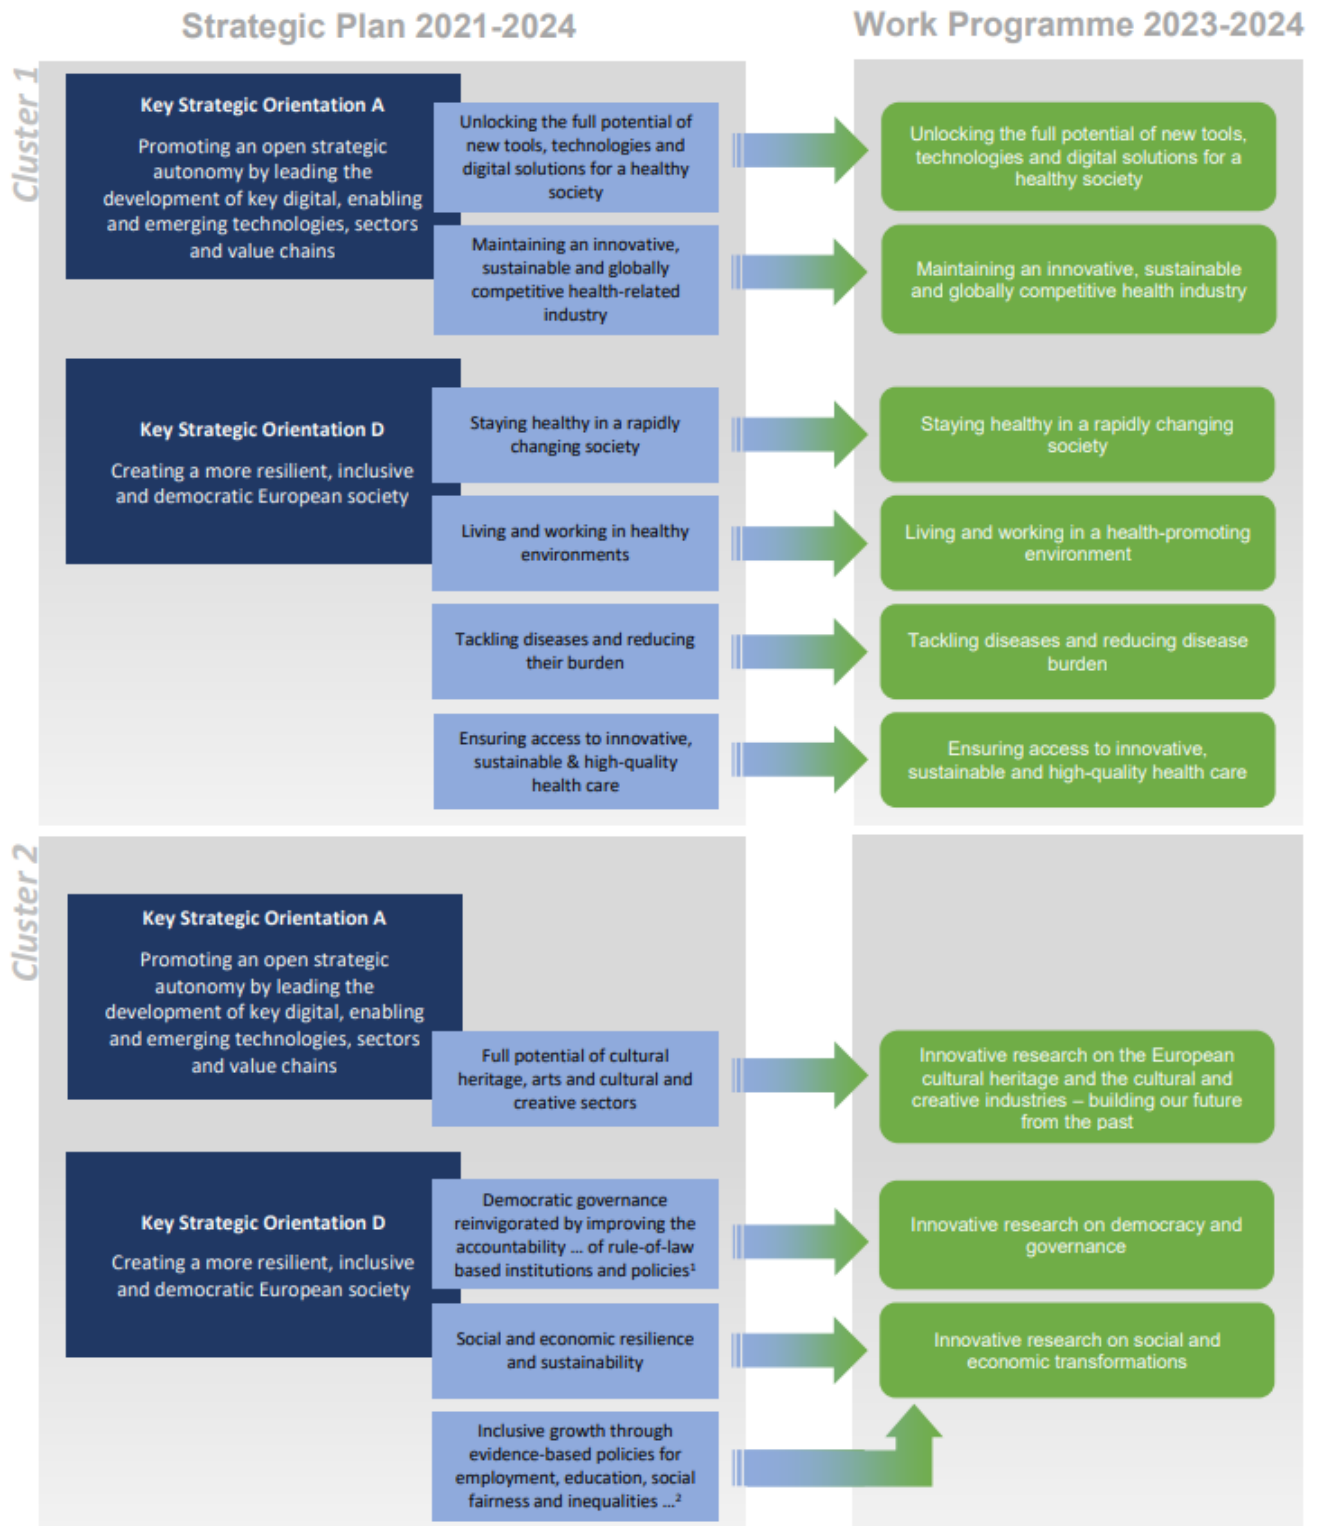 Strategic Plan 2021-2024
Work Programme 2023-2024
Cluster 1
Key Strategic Orientation A
Promoting an open strategic
autonomy by leading the
development of key digital, enabling
and emerging technologies, sectors
and value chains
Unlocking the full potential of
new tools, technologies and
digital solutions for a healthy
society
Unlocking the full potential of new tools,
technologies and digital solutions for a
healthy society
Maintaining an innovative,
sustainable and globally
competitive health-related
industry
Maintaining an innovative, sustainable
and globally competitive health industry
Key Strategic Orientation D
Creating a more resilient, inclusive
and democratic European society
Staying healthy in a rapidly
changing society
Staying healthy in a rapidly changing
society
Living and working in healthy
environments
Living and working in a health-promoting
environment
Tackling diseases and reducing
their burden
Tackling diseases and reducing disease
burden
Ensuring access to innovative,
sustainable & high-quality
health care
Ensuring access to innovative,
sustainable and high-quality health care
Cluster 2
Key Strategic Orientation A
Promoting an open strategic
autonomy by leading the
development of key digital, enabling
and emerging technologies, sectors
and value chains
Full potential of cultural
heritage, arts and cultural and
creative sectors
Innovative research on the European
cultural heritage and the cultural and
creative industries – building our future
from the past
Key Strategic Orientation D
Creating a more resilient, inclusive
and democratic European society
Democratic governance
reinvigorated by improving the
accountability ... of rule-of-law
based institutions and policies¹
Innovative research on democracy and
governance
Social and economic resilience
and sustainability
Innovative research on social and
economic transformations
Inclusive growth through
evidence-based policies for
employment, education, social
fairness and inequalities ...²